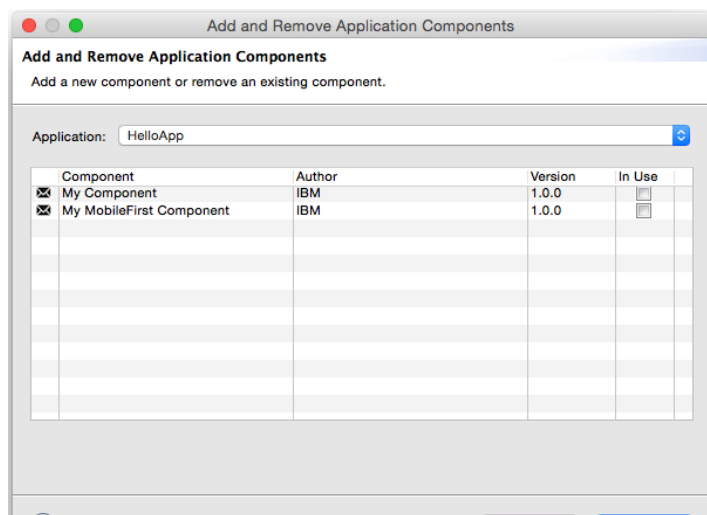 Add and Remove Application Components
Add and Remove Application Components
Add a new component or remove an existing component.
Application: HelloApp
Component Author Version In Use
My Component IBM 1.0.0
My MobileFirst Component IBM 1.0.0